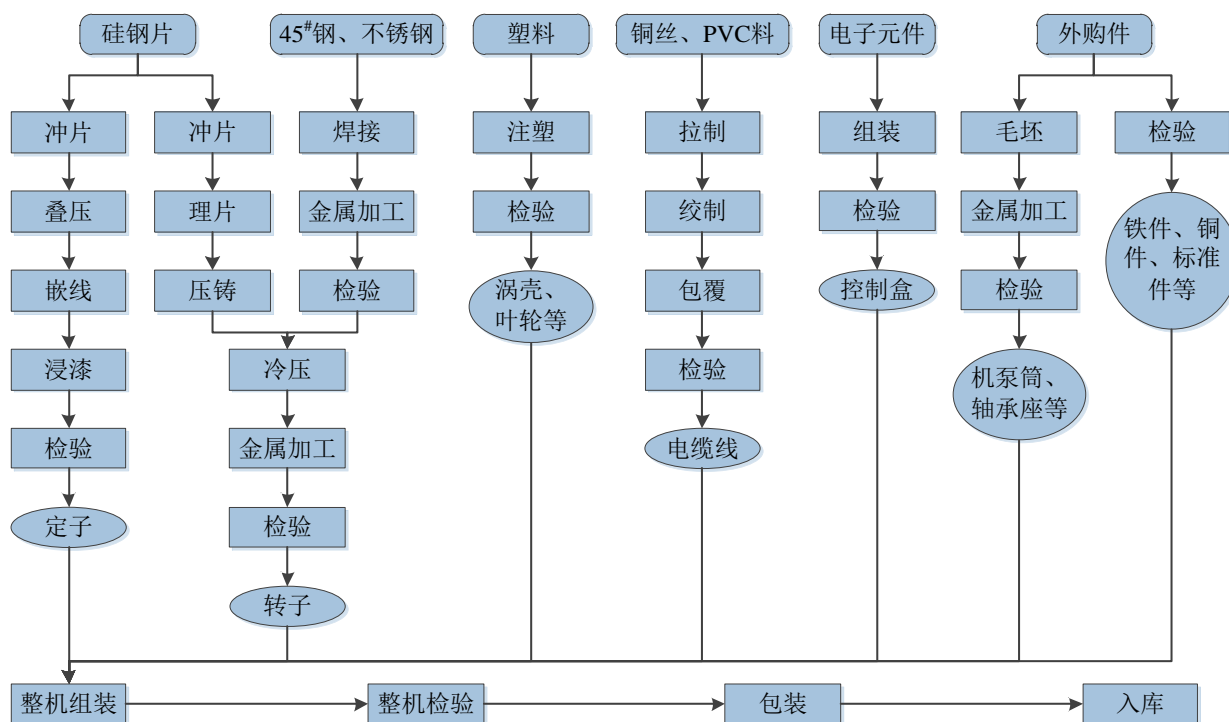 硅钢片
45#钢、不锈钢
塑料
铜丝、PVC料
电子元件
外购件
冲片
冲片
焊接
注塑
拉制
组装
毛坯
检验
叠压
理片
金属加工
检验
绞制
检验
金属加工
铁件、铜
件、标准
件等
嵌线
压铸
检验
涡壳、
叶轮等
包覆
控制盒
检验
浸漆
冷压
检验
机泵筒、
轴承座等
检验
金属加工
电缆线
定子
检验
转子
整机组装
整机检验
包装
入库